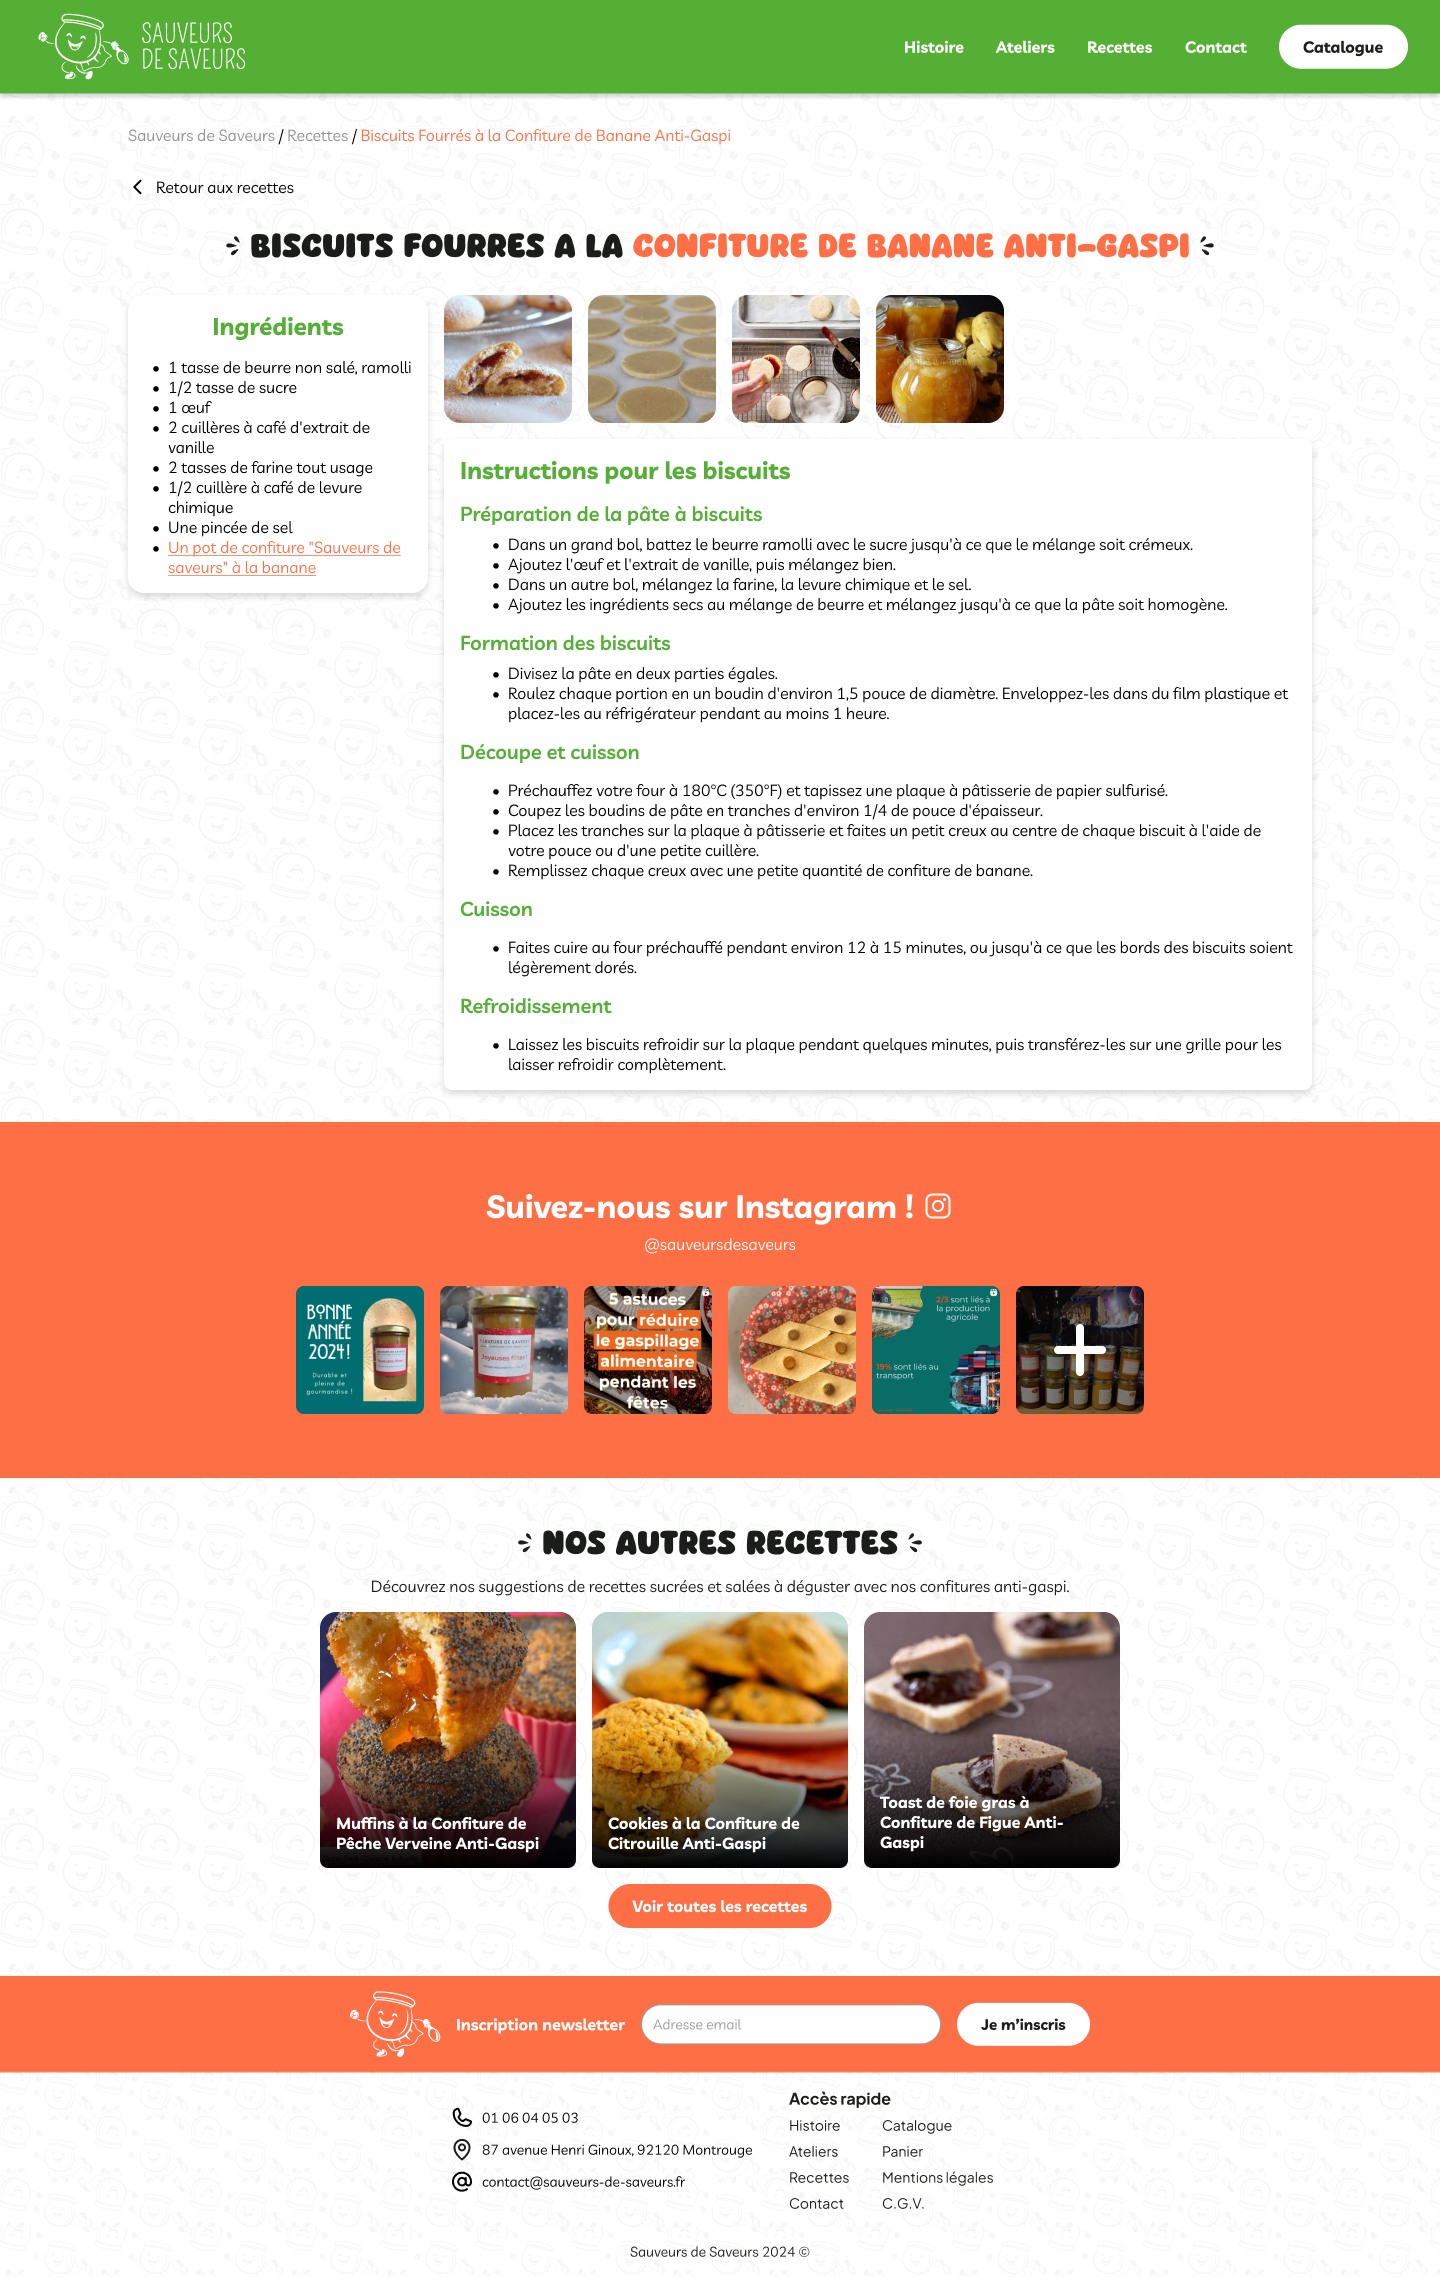 SAUVEURS
DE SAVEURS
Histoire
Ateliers
Recettes
Contact
Catalogue
Sauveurs de Saveurs / Recettes / Biscuits Fourrés à la Confiture de Banane Anti-Gaspi
Retour aux recettes
BISCUITS FOURRES A LA CONFITURE DE BANANE ANTI-GASPI
Ingrédients
• 1 tasse de beurre non salé, ramolli
• 1/2 tasse de sucre
• 1 œuf
• 2 cuillères à café d'extrait de
vanille
• 2 tasses de farine tout usage
• 1/2 cuillère à café de levure
chimique
• Une pincée de sel
• Un pot de confiture "Sauveurs de
saveurs" à la banane
Instructions pour les biscuits
Préparation de la pâte à biscuits
• Dans un grand bol, battez le beurre ramolli avec le sucre jusqu'à ce que le mélange soit crémeux.
• Ajoutez l'œuf et l'extrait de vanille, puis mélangez bien.
• Dans un autre bol, mélangez la farine, la levure chimique et le sel.
• Ajoutez les ingrédients secs au mélange de beurre et mélangez jusqu'à ce que la pâte soit homogène.
Formation des biscuits
• Divisez la pâte en deux parties égales.
• Roulez chaque portion en un boudin d'environ 1,5 pouce de diamètre. Enveloppez-les dans du film plastique et
placez-les au réfrigérateur pendant au moins 1 heure.
Découpe et cuisson
• Préchauffez votre four à 180°C (350°F) et tapissez une plaque à pâtisserie de papier sulfurisé.
• Coupez les boudins de pâte en tranches d'environ 1/4 de pouce d'épaisseur.
• Placez les tranches sur la plaque à pâtisserie et faites un petit creux au centre de chaque biscuit à l'aide de
votre pouce ou d'une petite cuillère.
• Remplissez chaque creux avec une petite quantité de confiture de banane.
Cuisson
• Faites cuire au four préchauffé pendant environ 12 à 15 minutes, ou jusqu'à ce que les bords des biscuits soient
légèrement dorés.
Refroidissement
• Laissez les biscuits refroidir sur la plaque pendant quelques minutes, puis transférez-les sur une grille pour les
laisser refroidir complètement.
Suivez-nous sur Instagram !
@sauveursdesaveurs
BONNE
ANNÉE
2024!
Durable et
pleine de
gourmandise !
SAUVEURS DE SAVEURS
Joyeuses fêtes !
5 astuces
pour réduire
le gaspillage
alimentaire
pendant les
fêtes
2/3 sont liés à
la production
agricole
19% sont liés au
transport
NOS AUTRES RECETTES
Découvrez nos suggestions de recettes sucrées et salées à déguster avec nos confitures anti-gaspi.
Muffins à la Confiture de
Pêche Verveine Anti-Gaspi
Cookies à la Confiture de
Citrouille Anti-Gaspi
Toast de foie gras à
Confiture de Figue Anti-
Gaspi
Voir toutes les recettes
Inscription newsletter
Adresse email
Je m'inscris
01 06 04 05 03
87 avenue Henri Ginoux, 92120 Montrouge
contact@sauveurs-de-saveurs.fr
Accès rapide
Histoire
Ateliers
Recettes
Contact
Catalogue
Panier
Mentions légales
C.G.V.
Sauveurs de Saveurs 2024 ©